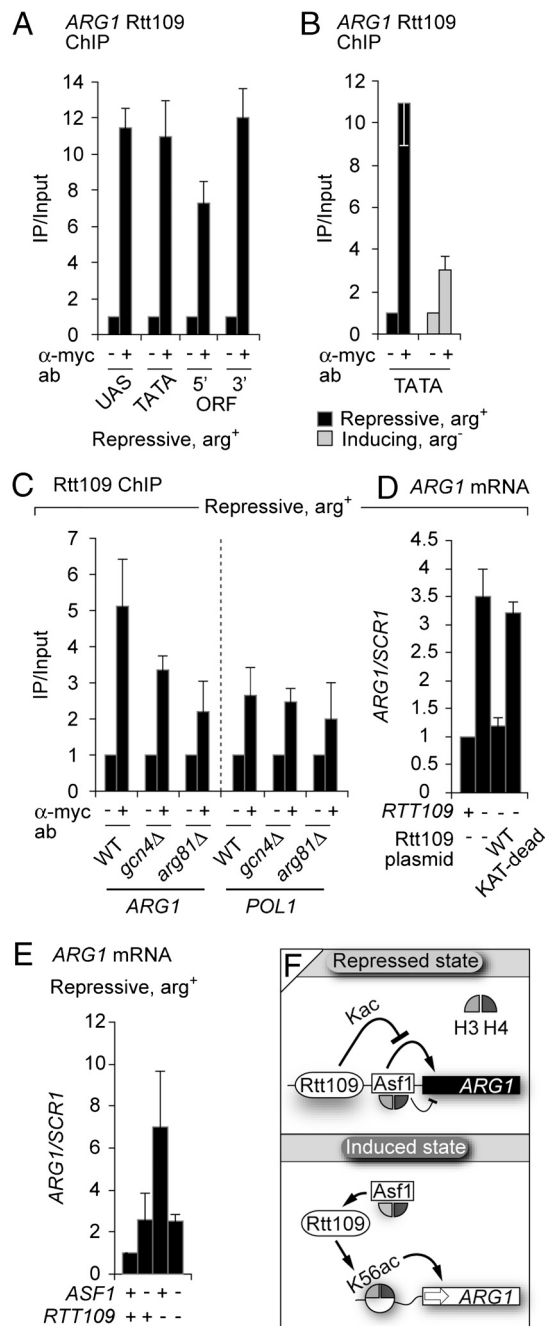 A ARG1 Rtt109
ChIP
14
12
10
8
6
4
2
0
IP/Input
α-myc - + - + - + - +
ab
UAS TATA 5' 3'
ORF
Repressive, arg+
B ARG1 Rtt109
ChIP
12
10
8
6
4
2
0
IP/Input
- + - +
TATA
Repressive, arg+
Inducing, arg-
C Rtt109 ChIP
Repressive, arg+
7
6
5
4
3
2
1
0
IP/Input
α-myc - + - + - + - + - + - +
ab
WT gcn4Δ arg81Δ WT gcn4Δ arg81Δ
ARG1 POL1
D ARG1 mRNA
4.5
4
3.5
3
2.5
2
1.5
1
0.5
0
ARG1/SCR1
RTT109 + - - -
Rtt109 - - WT KAT-dead
plasmid
E ARG1 mRNA
Repressive, arg+
12
10
8
6
4
2
0
ARG1/SCR1
ASF1 + - + -
RTT109 + + - -
F Repressed state
Kac
H3 H4
Rtt109 Asf1 ARG1
Induced state
Asf1
Rtt109
K56ac
ARG1